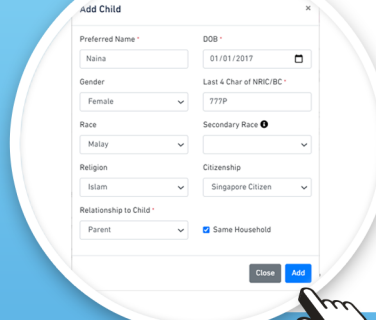 Add Child ×
Preferred Name * DOB *
Naina 01/01/2017
Gender Last 4 Char of NRIC/BC *
Female 777P
Race Secondary Race
Malay
Religion Citizenship
Islam Singapore Citizen
Relationship to Child *
Parent Same Household
Close Add